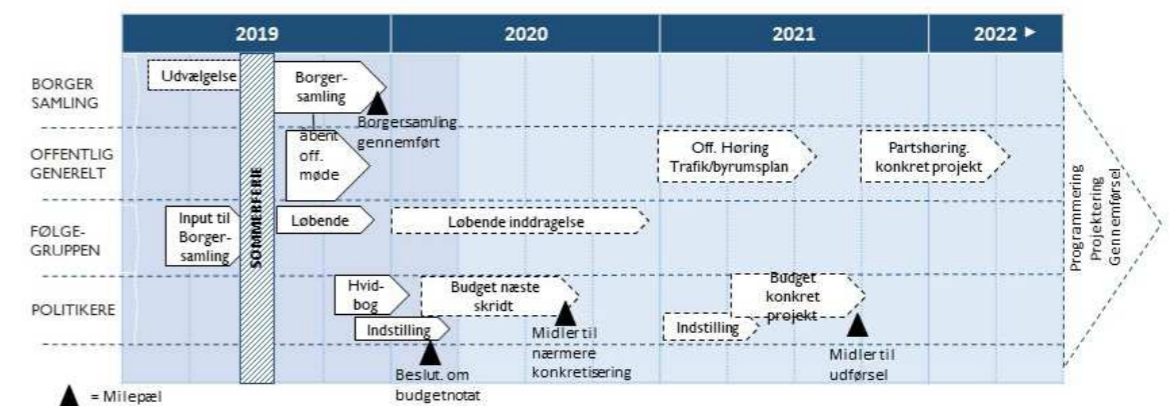 2019
2020
2021
2022 ►
BORGER
SAMLING
Udvælgelse
Borger-
samling
Borgersamling
gennemført
SOMMERFERIE
OFFENTLIG
GENERELT
åbent
off.
møde
Off. Høring
Trafik/byrumsplan
Partshøring.
konkret projekt
FØLGE-
GRUPPEN
Input til
Borger-
samling
Løbende
Løbende inddragelse
POLITIKERE
Hvid-
bog
Indstilling
Budget næste
skridt
Beslut. om
budgetnotat
Midler til
nærmere
konkretisering
Indstilling
Budget
konkret
projekt
Midler til
udførsel
Programmering
Projektering
Gennemførsel
▲ = Milepæl